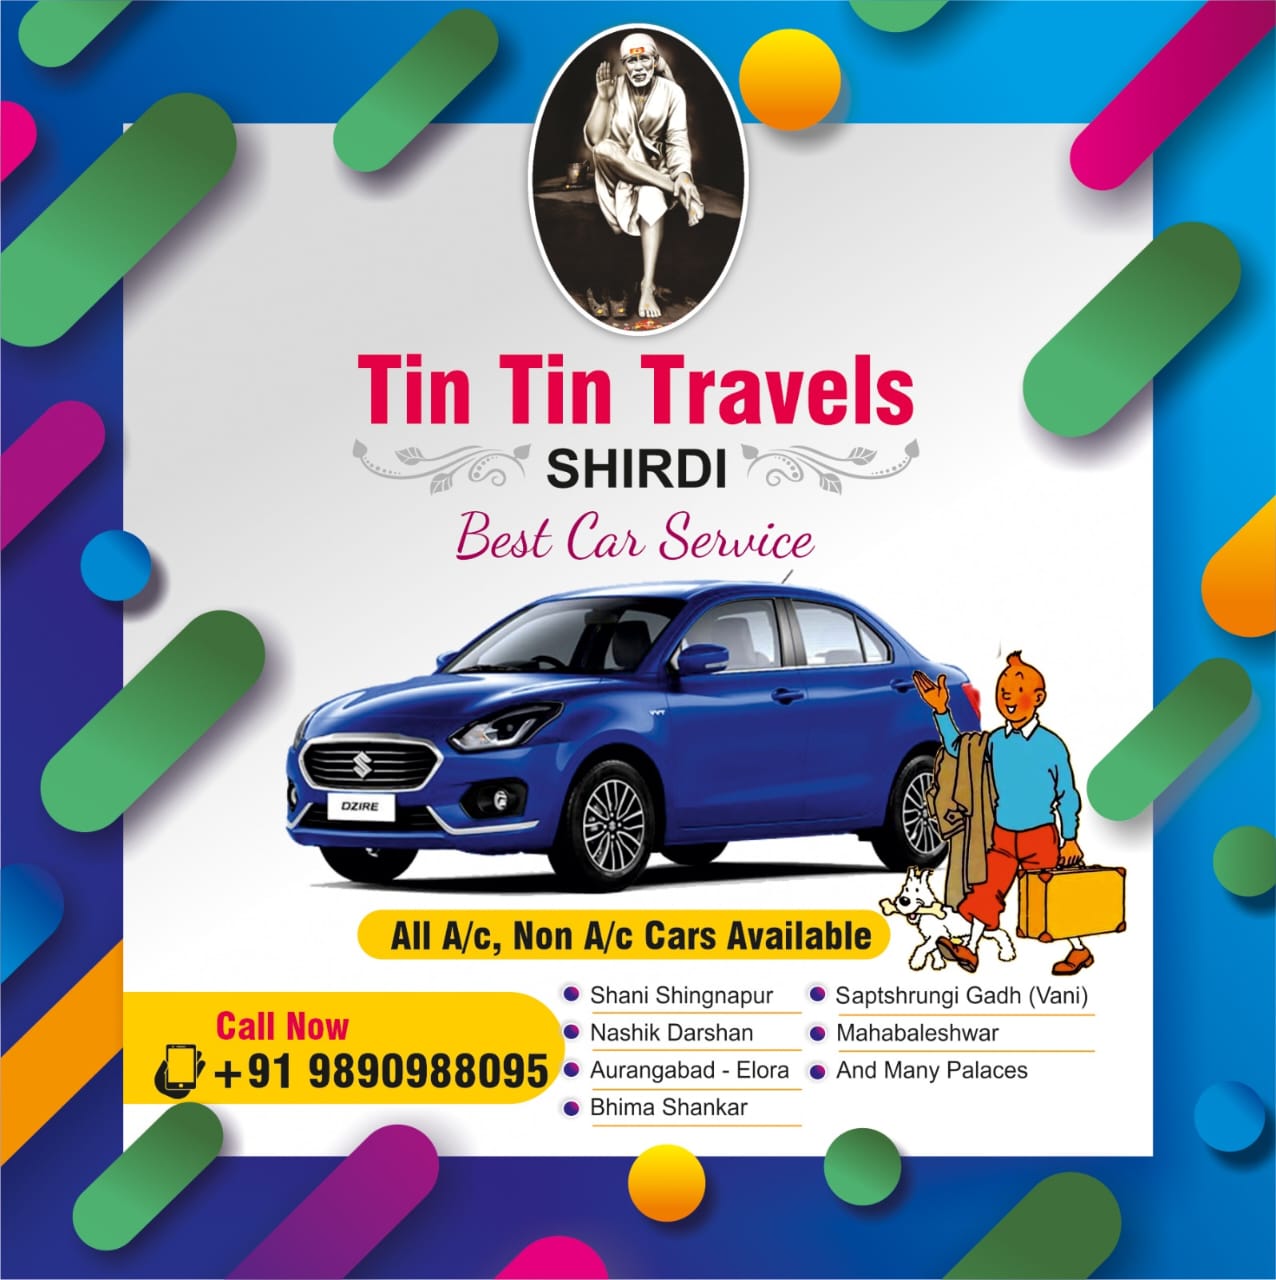 Tin Tin Travels
SHIRDI
Best Car Service
VVT
DZIRE
All A/c, Non A/c Cars Available
Call Now
+91 9890988095
Shani Shingnapur
Nashik Darshan
Aurangabad - Elora
Bhima Shankar
Saptshrungi Gadh (Vani)
Mahabaleshwar
And Many Palaces